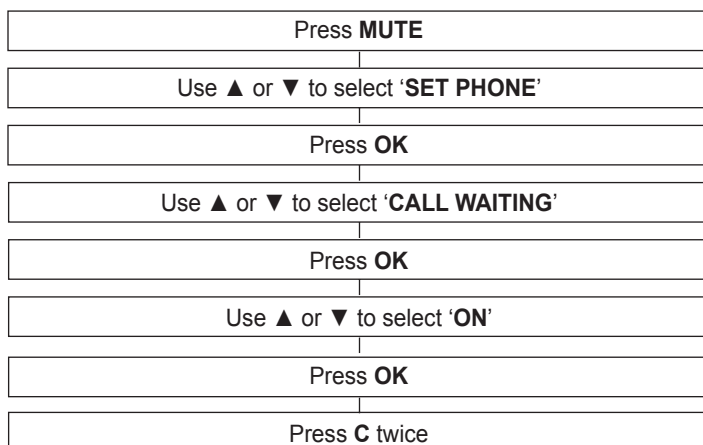 Press MUTE
Use ▲ or ▼ to select ‘SET PHONE’
Press OK
Use ▲ or ▼ to select ‘CALL WAITING’
Press OK
Use ▲ or ▼ to select ‘ON’
Press OK
Press C twice